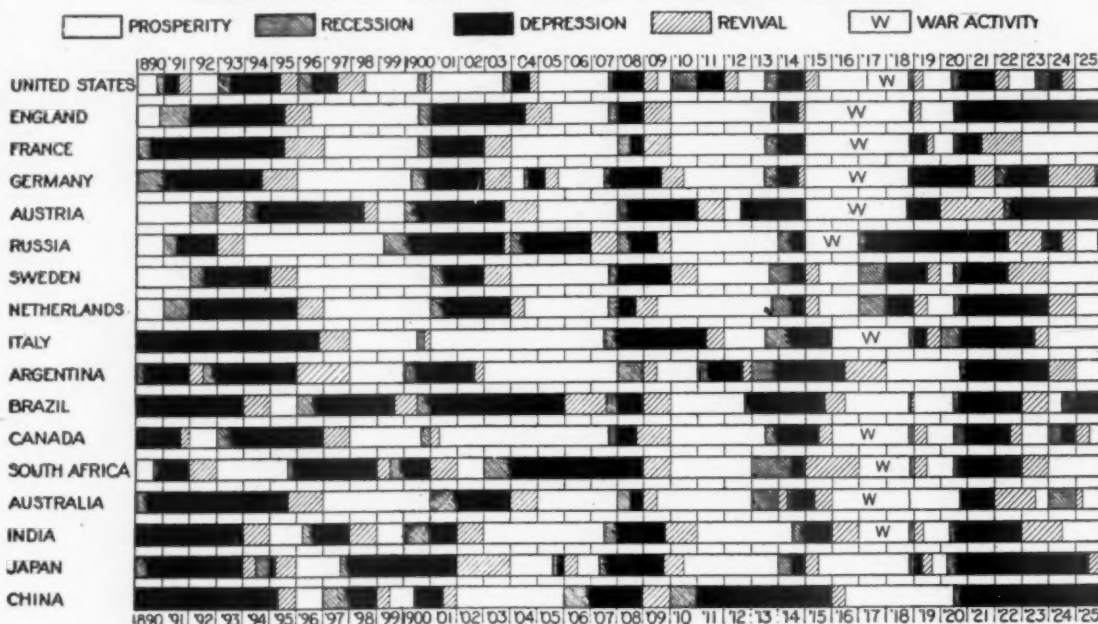 PROSPERITY RECESSION DEPRESSION REVIVAL W WAR ACTIVITY
1890 '91 '92 '93 '94 '95 '96 '97 '98 '99 1900 '01 '02 '03 '04 '05 '06 '07 '08 '09 '10 '11 '12 '13 '14 '15 '16 '17 '18 '19 '20 '21 '22 '23 '24 '25
UNITED STATES W
ENGLAND W
FRANCE W
GERMANY W
AUSTRIA W
RUSSIA W
SWEDEN
NETHERLANDS
ITALY W
ARGENTINA
BRAZIL
CANADA W
SOUTH AFRICA W
AUSTRALIA W
INDIA W
JAPAN
CHINA
1890 '91 '92 '93 '94 '95 '96 '97 '98 '99 1900 '01 '02 '03 '04 '05 '06 '07 '08 '09 '10 '11 '12 '13 '14 '15 '16 '17 '18 '19 '20 '21 '22 '23 '24 '25